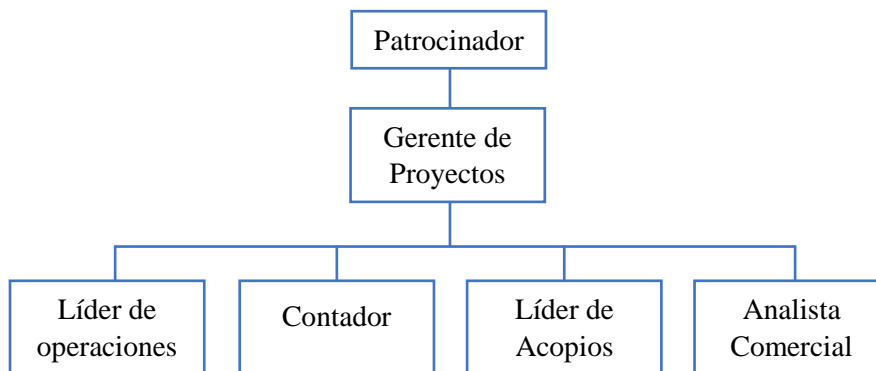 Patrocinador
Gerente de
Proyectos
Líder de
operaciones
Contador
Líder de
Acopios
Analista
Comercial